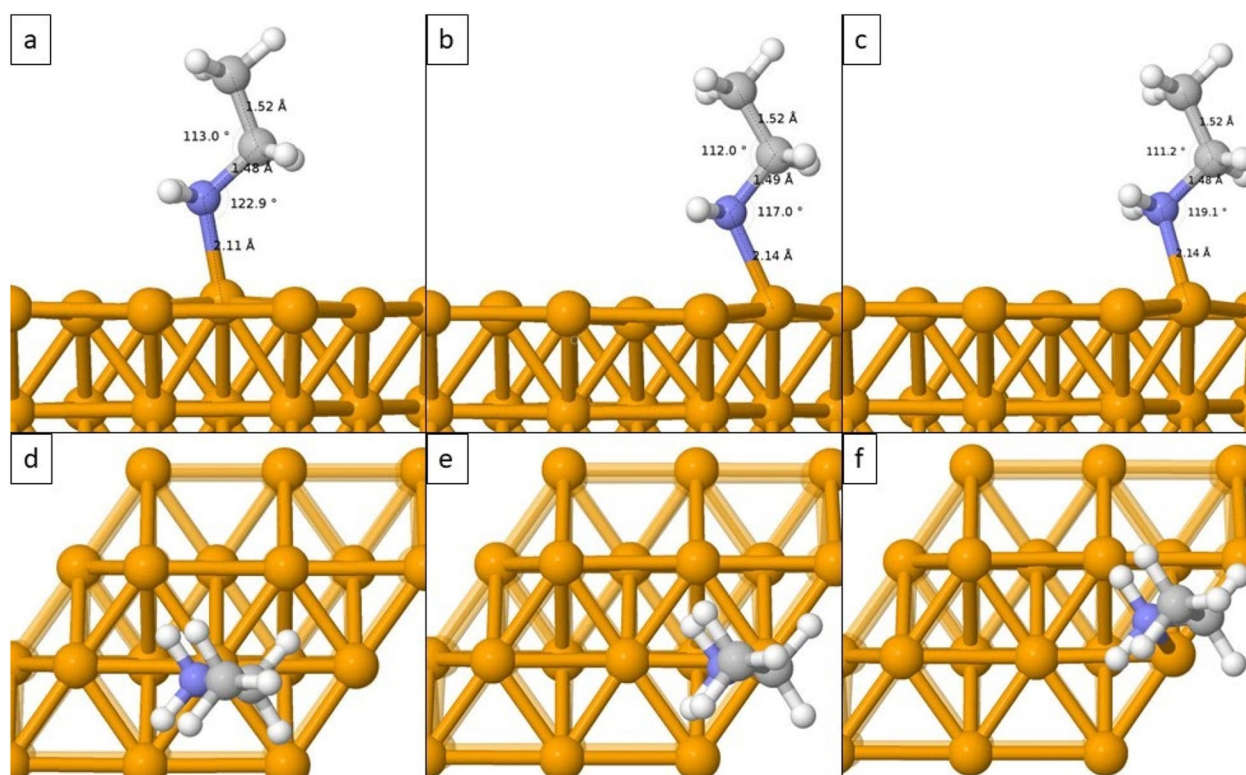 a
1.52 Å
113.0 °
1.48 Å
122.9 °
2.11 Å
b
1.52 Å
112.0 °
1.49 Å
117.0 °
2.14 Å
c
1.52 Å
111.2 °
1.48 Å
119.1 °
2.14 Å
d
e
f